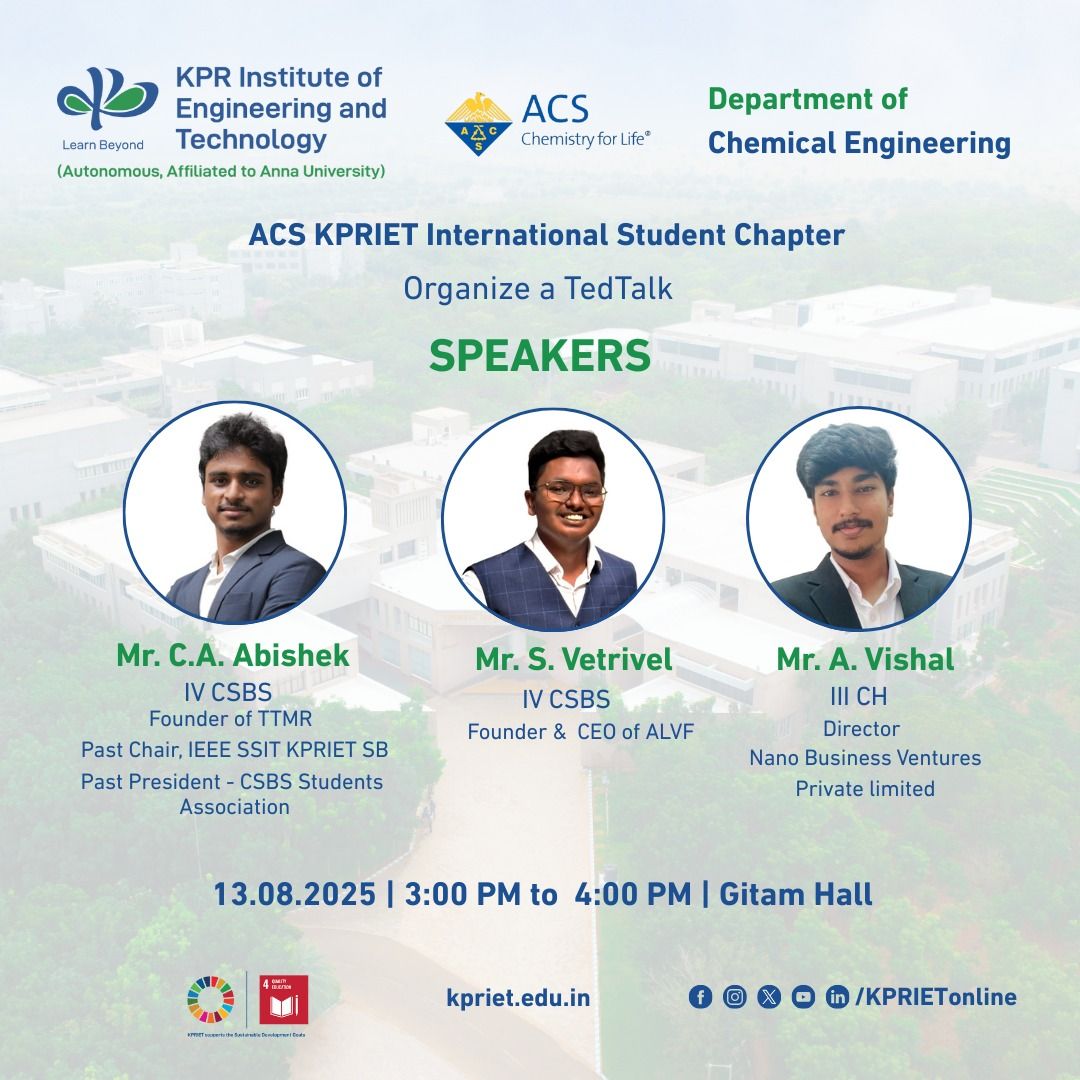 KPR Institute of
Engineering and
Technology
Learn Beyond
(Autonomous, Affiliated to Anna University)
A C S
ACS
Chemistry for Life®
Department of
Chemical Engineering
ACS KPRIET International Student Chapter
Organize a TedTalk
SPEAKERS
Mr. C.A. Abishek
IV CSBS
Founder of TTMR
Past Chair, IEEE SSIT KPRIET SB
Past President - CSBS Students
Association
Mr. S. Vetrivel
IV CSBS
Founder & CEO of ALVF
Mr. A. Vishal
III CH
Director
Nano Business Ventures
Private limited
13.08.2025 | 3:00 PM to 4:00 PM | Gitam Hall
4 QUALITY
EDUCATION
KPRIET supports the Sustainable Development Goals
kpriet.edu.in
/KPRIETonline